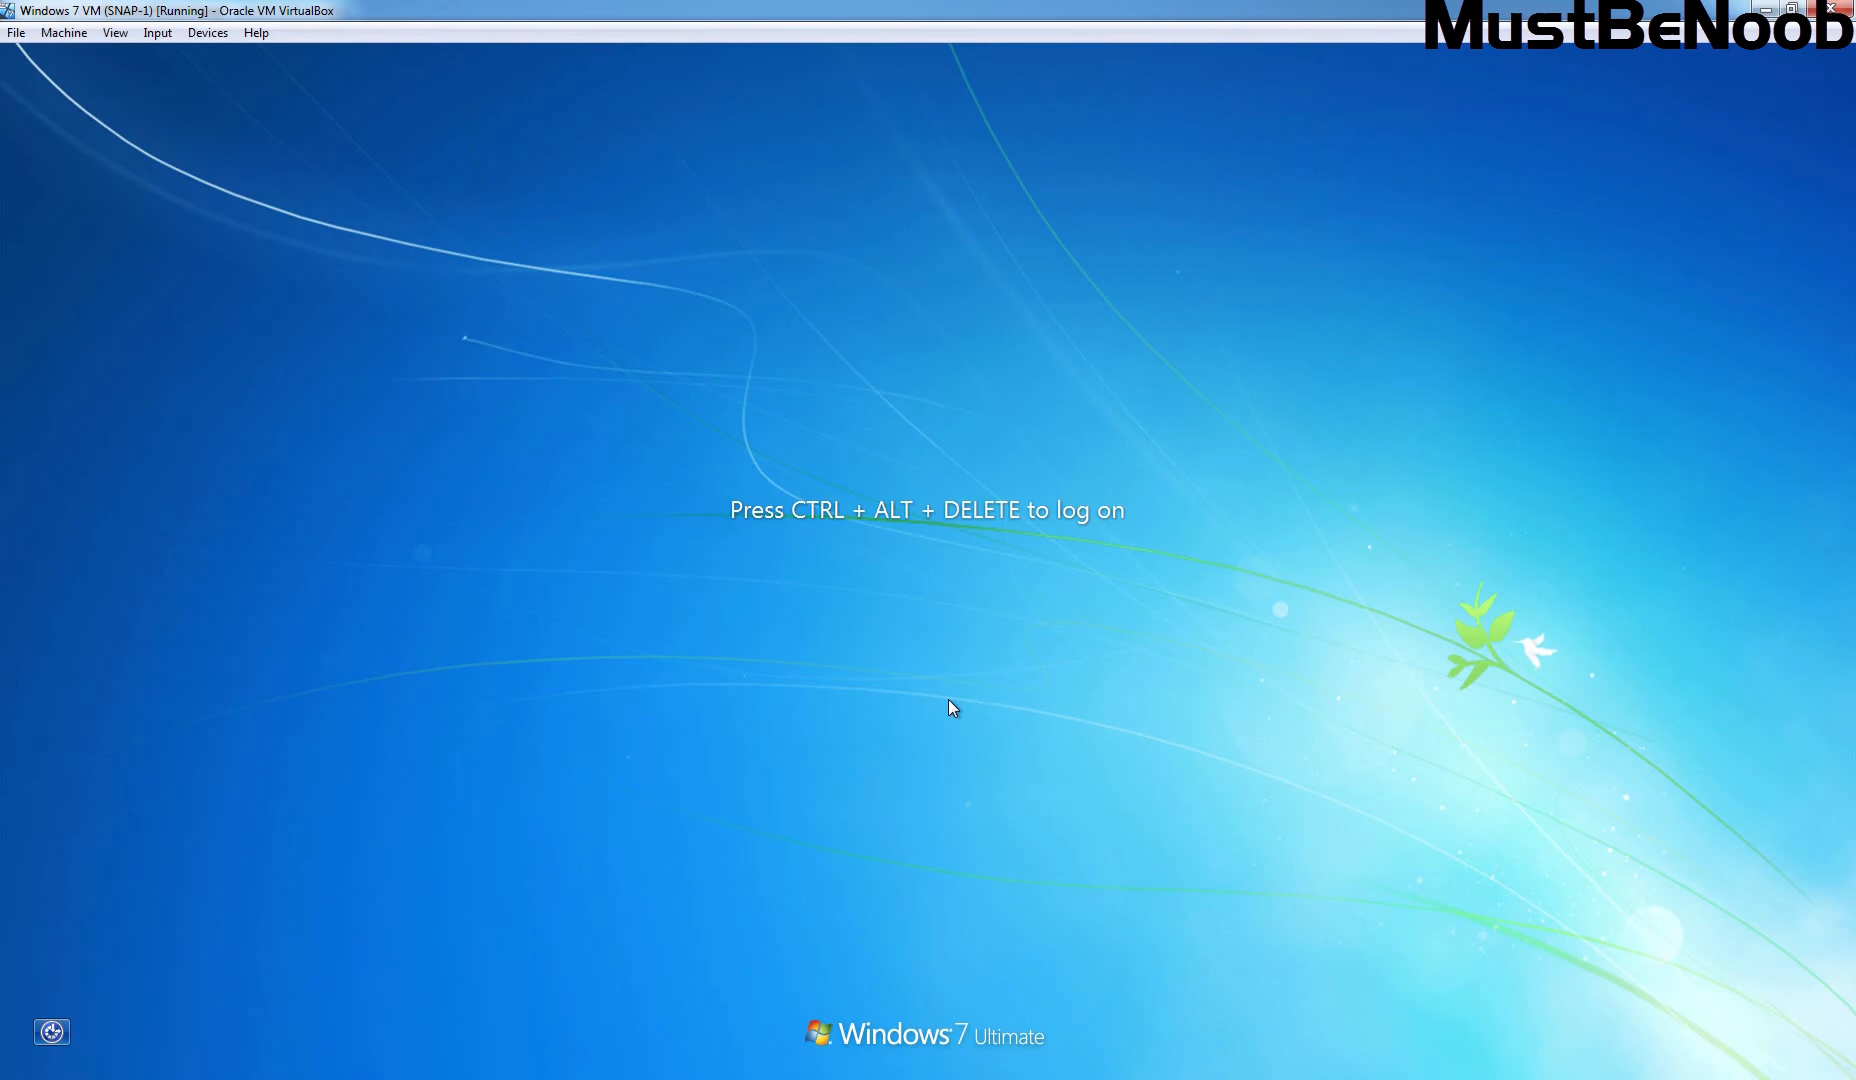 Windows 7 VM (SNAP-1) [Running] - Oracle VM VirtualBox
MustBeNoob
File Machine View Input Devices Help
Press CTRL + ALT + DELETE to log on
Windows 7 Ultimate